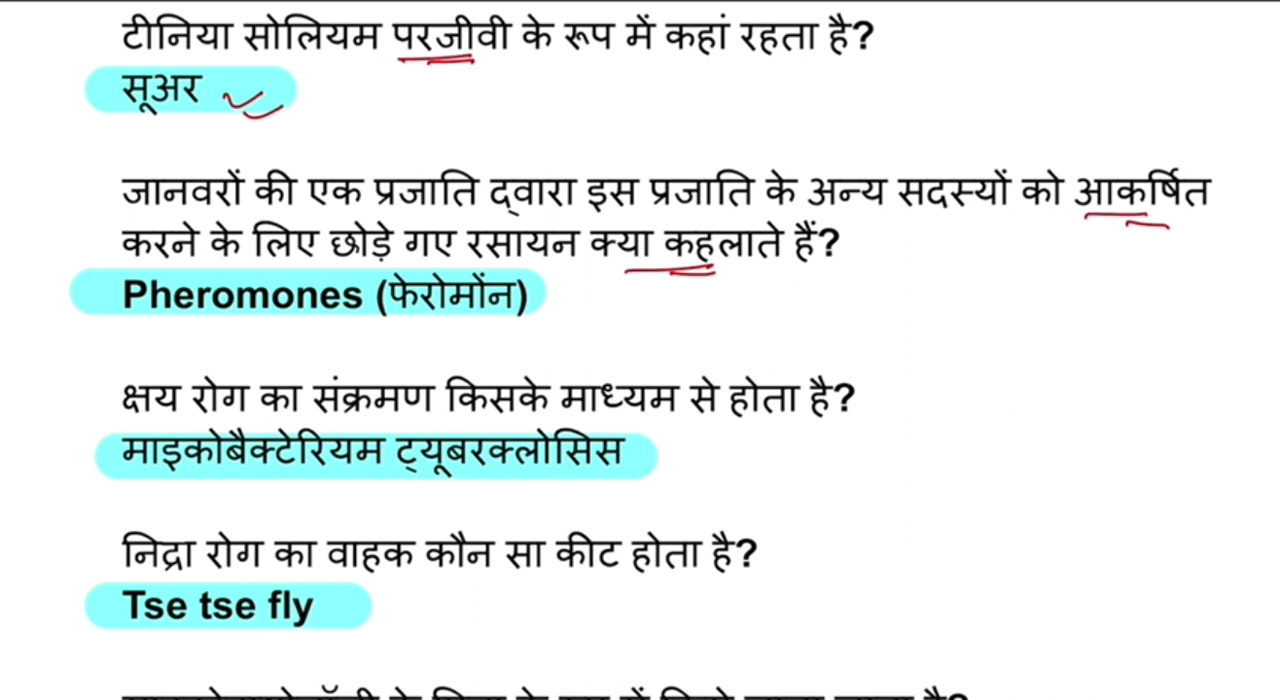 टीनिया सोलियम परजीवी के रूप में कहां रहता है?
सूअर
जानवरों की एक प्रजाति द्वारा इस प्रजाति के अन्य सदस्यों को आकर्षित
करने के लिए छोड़े गए रसायन क्या कहलाते हैं?
Pheromones (फेरोमोंन)
क्षय रोग का संक्रमण किसके माध्यम से होता है?
माइकोबैक्टेरियम ट्यूबरक्लोसिस
निद्रा रोग का वाहक कौन सा कीट होता है?
Tse tse fly